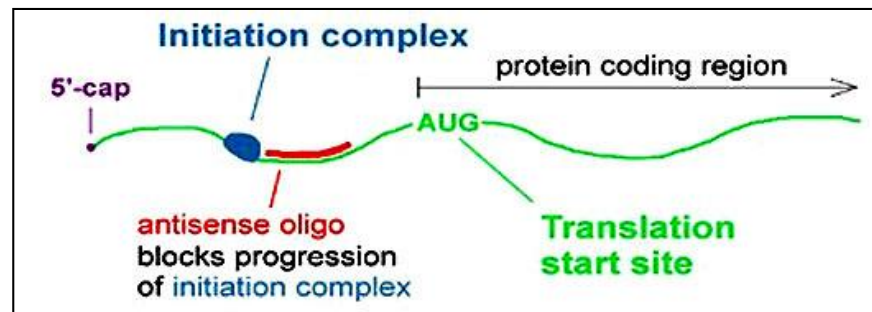 Initiation complex
protein coding region
5'-cap
AUG
antisense oligo
blocks progression
of initiation complex
Translation
start site